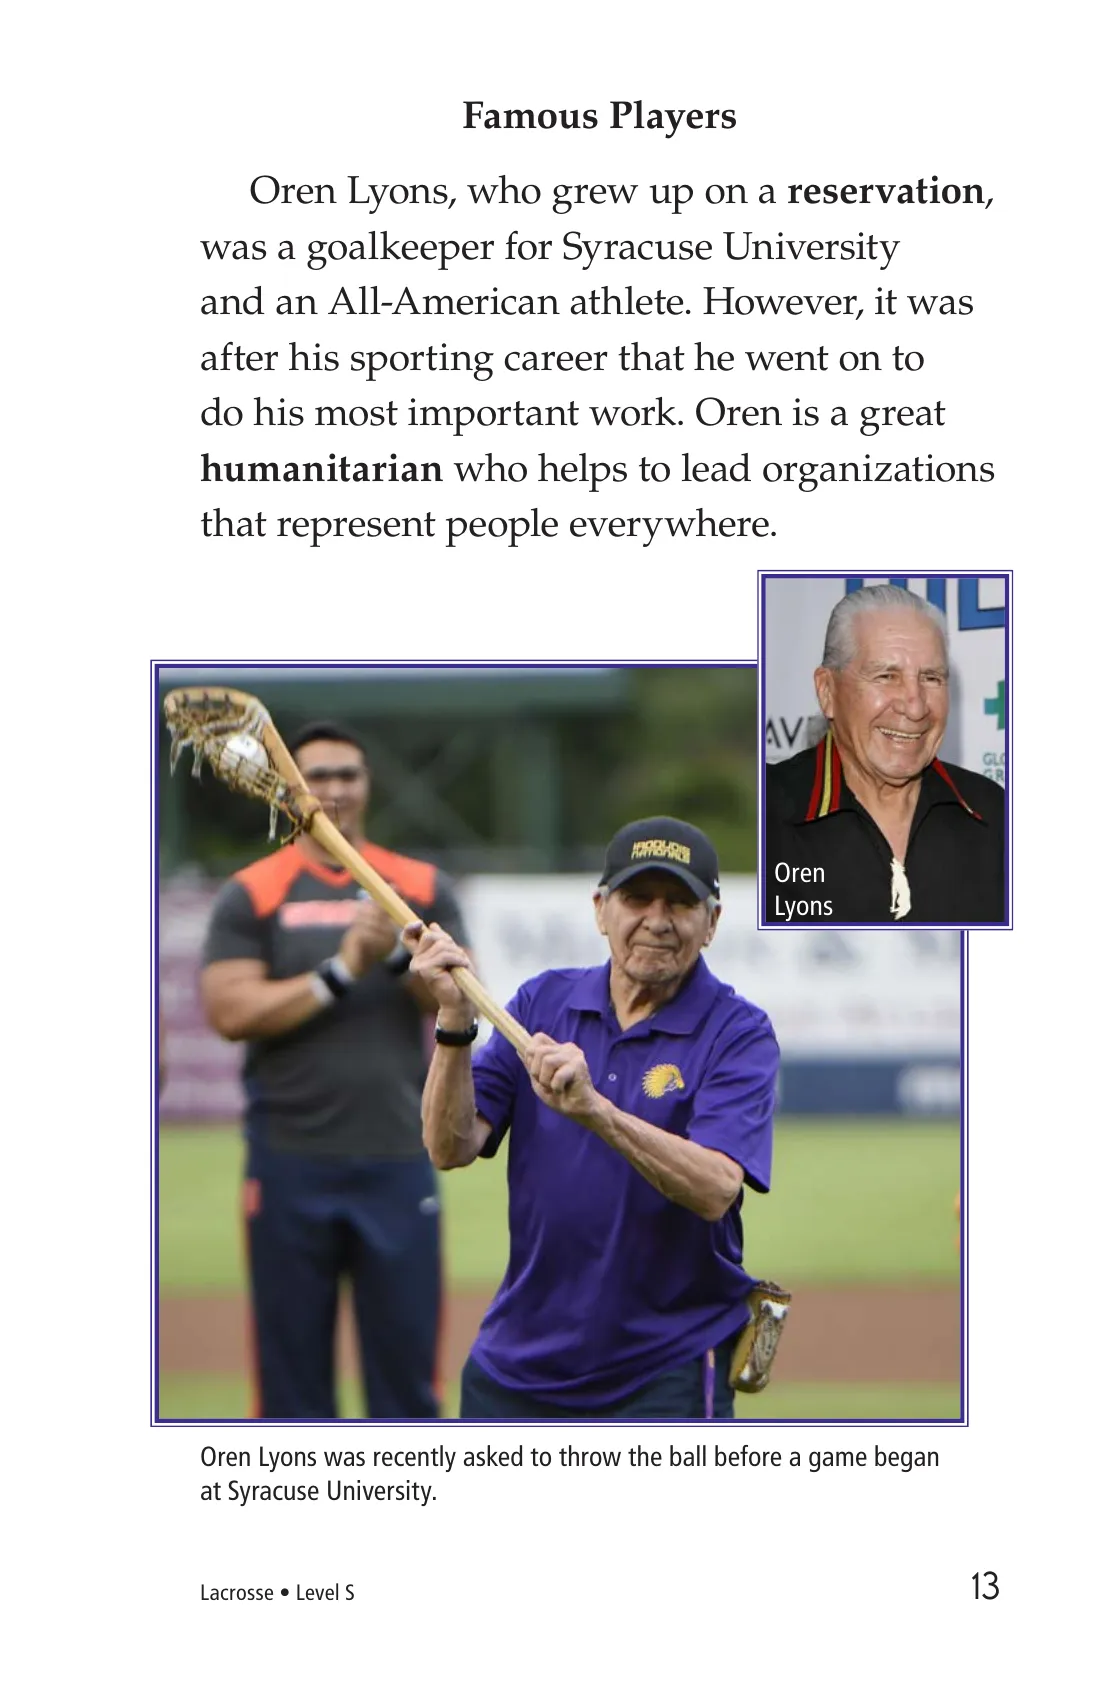 Famous Players
Oren Lyons, who grew up on a reservation,
was a goalkeeper for Syracuse University
and an All-American athlete. However, it was
after his sporting career that he went on to
do his most important work. Oren is a great
humanitarian who helps to lead organizations
that represent people everywhere.
Oren
Lyons
IROQUOIS
NATIONALS
Oren Lyons was recently asked to throw the ball before a game began
at Syracuse University.
Lacrosse • Level S
13